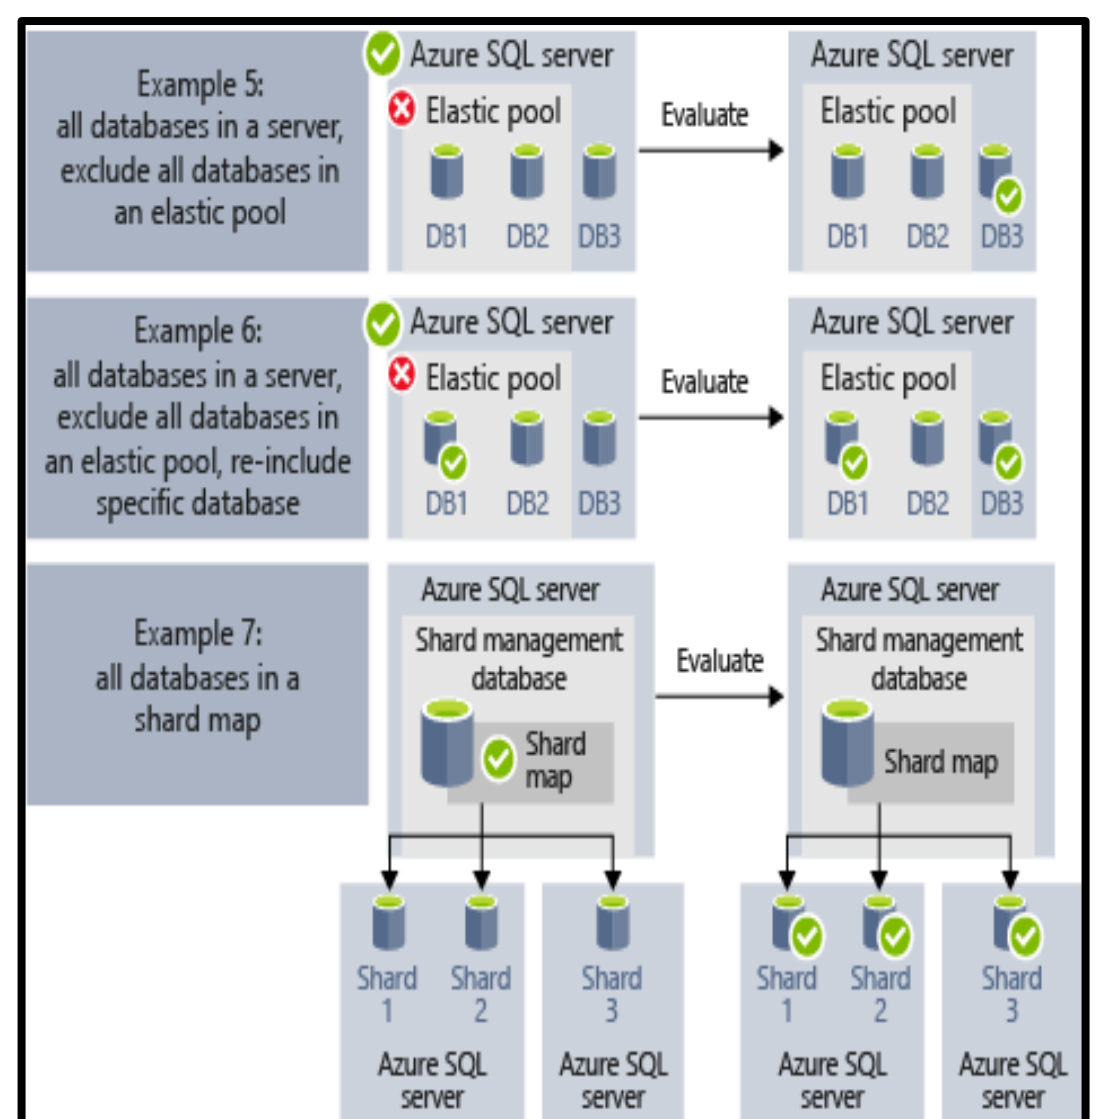 Example 5:
all databases in a server,
exclude all databases in
an elastic pool
Azure SQL server
Elastic pool
DB1 DB2 DB3
Evaluate
Azure SQL server
Elastic pool
DB1 DB2 DB3
Example 6:
all databases in a server,
exclude all databases in
an elastic pool, re-include
specific database
Azure SQL server
Elastic pool
DB1 DB2 DB3
Evaluate
Azure SQL server
Elastic pool
DB1 DB2 DB3
Example 7:
all databases in a
shard map
Azure SQL server
Shard management
database
Shard
map
Evaluate
Azure SQL server
Shard management
database
Shard map
Shard
1
Shard
2
Azure SQL
server
Shard
3
Azure SQL
server
Shard
1
Shard
2
Azure SQL
server
Shard
3
Azure SQL
server